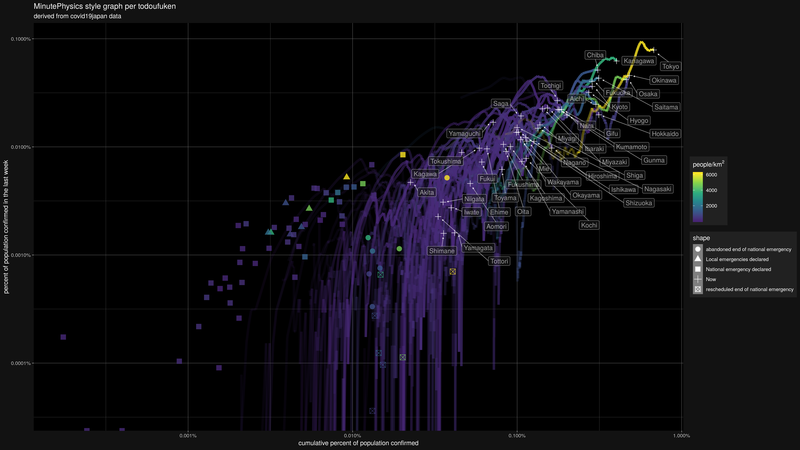 MinutePhysics style graph per todoufuken
derived from covid19japan data
0.1000%
0.0100%
0.0010%
0.0001%
percent of population confirmed in the last week
0.001%
0.010%
0.100%
1.000%
cumulative percent of population confirmed
Chiba
Kanagawa
Tokyo
Okinawa
Tochigi
Aichi
Fukuoka
Osaka
Saga
Kyoto
Saitama
Hyogo
Yamaguchi
Nara
Gifu
Hokkaido
Miyagi
Kumamoto
Ibaraki
Tokushima
Nagano
Miyazaki
Gunma
Kagawa
Mie
Fukui
Hiroshima
Shiga
Akita
Fukushima
Wakayama
Ishikawa
Nagasaki
Niigata
Toyama
Kagoshima
Okayama
Shizuoka
Iwate
Ehime
Oita
Yamanashi
Aomori
Kochi
Shimane
Yamagata
Tottori
people/km²
6000
4000
2000
shape
abandoned end of national emergency
Local emergencies declared
National emergency declared
Now
rescheduled end of national emergency